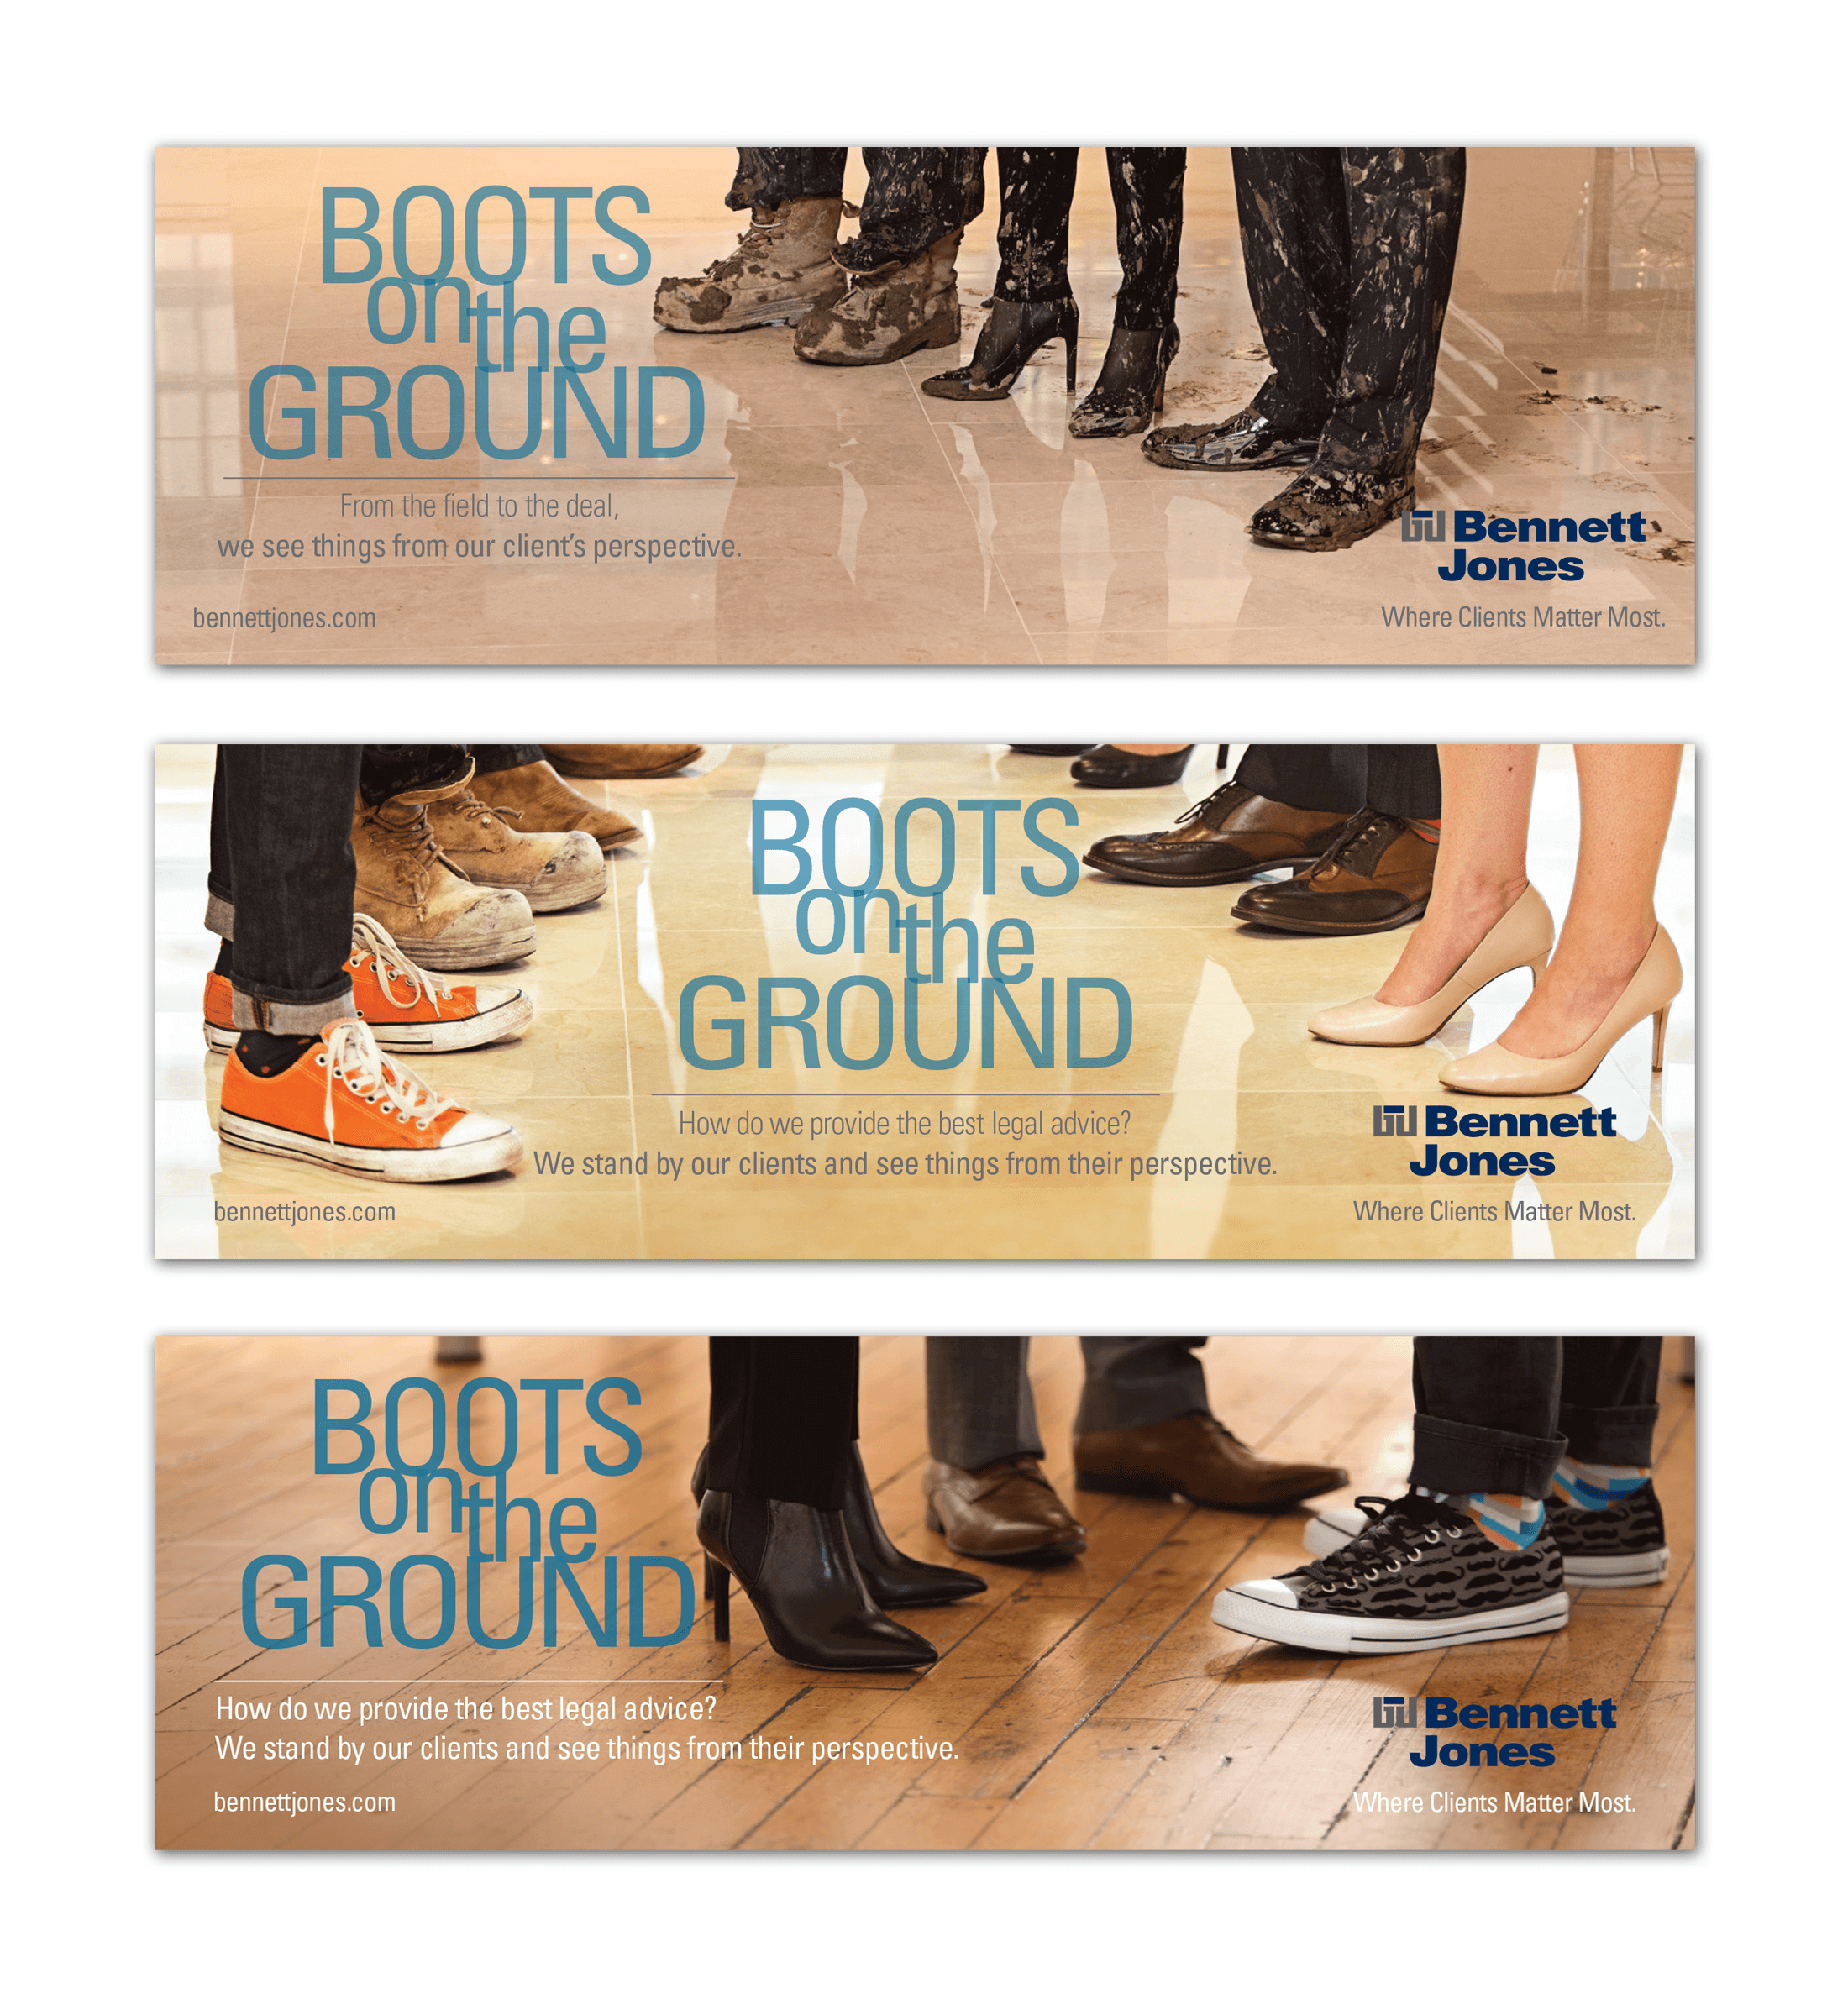 BOOTS
on the
GROUND
From the field to the deal,
we see things from our client's perspective.
bennettjones.com
Bennett
Jones
Where Clients Matter Most.
BOOTS
on the
GROUND
How do we provide the best legal advice?
We stand by our clients and see things from their perspective.
bennettjones.com
Bennett
Jones
Where Clients Matter Most.
BOOTS
on the
GROUND
How do we provide the best legal advice?
We stand by our clients and see things from their perspective.
bennettjones.com
Bennett
Jones
Where Clients Matter Most.